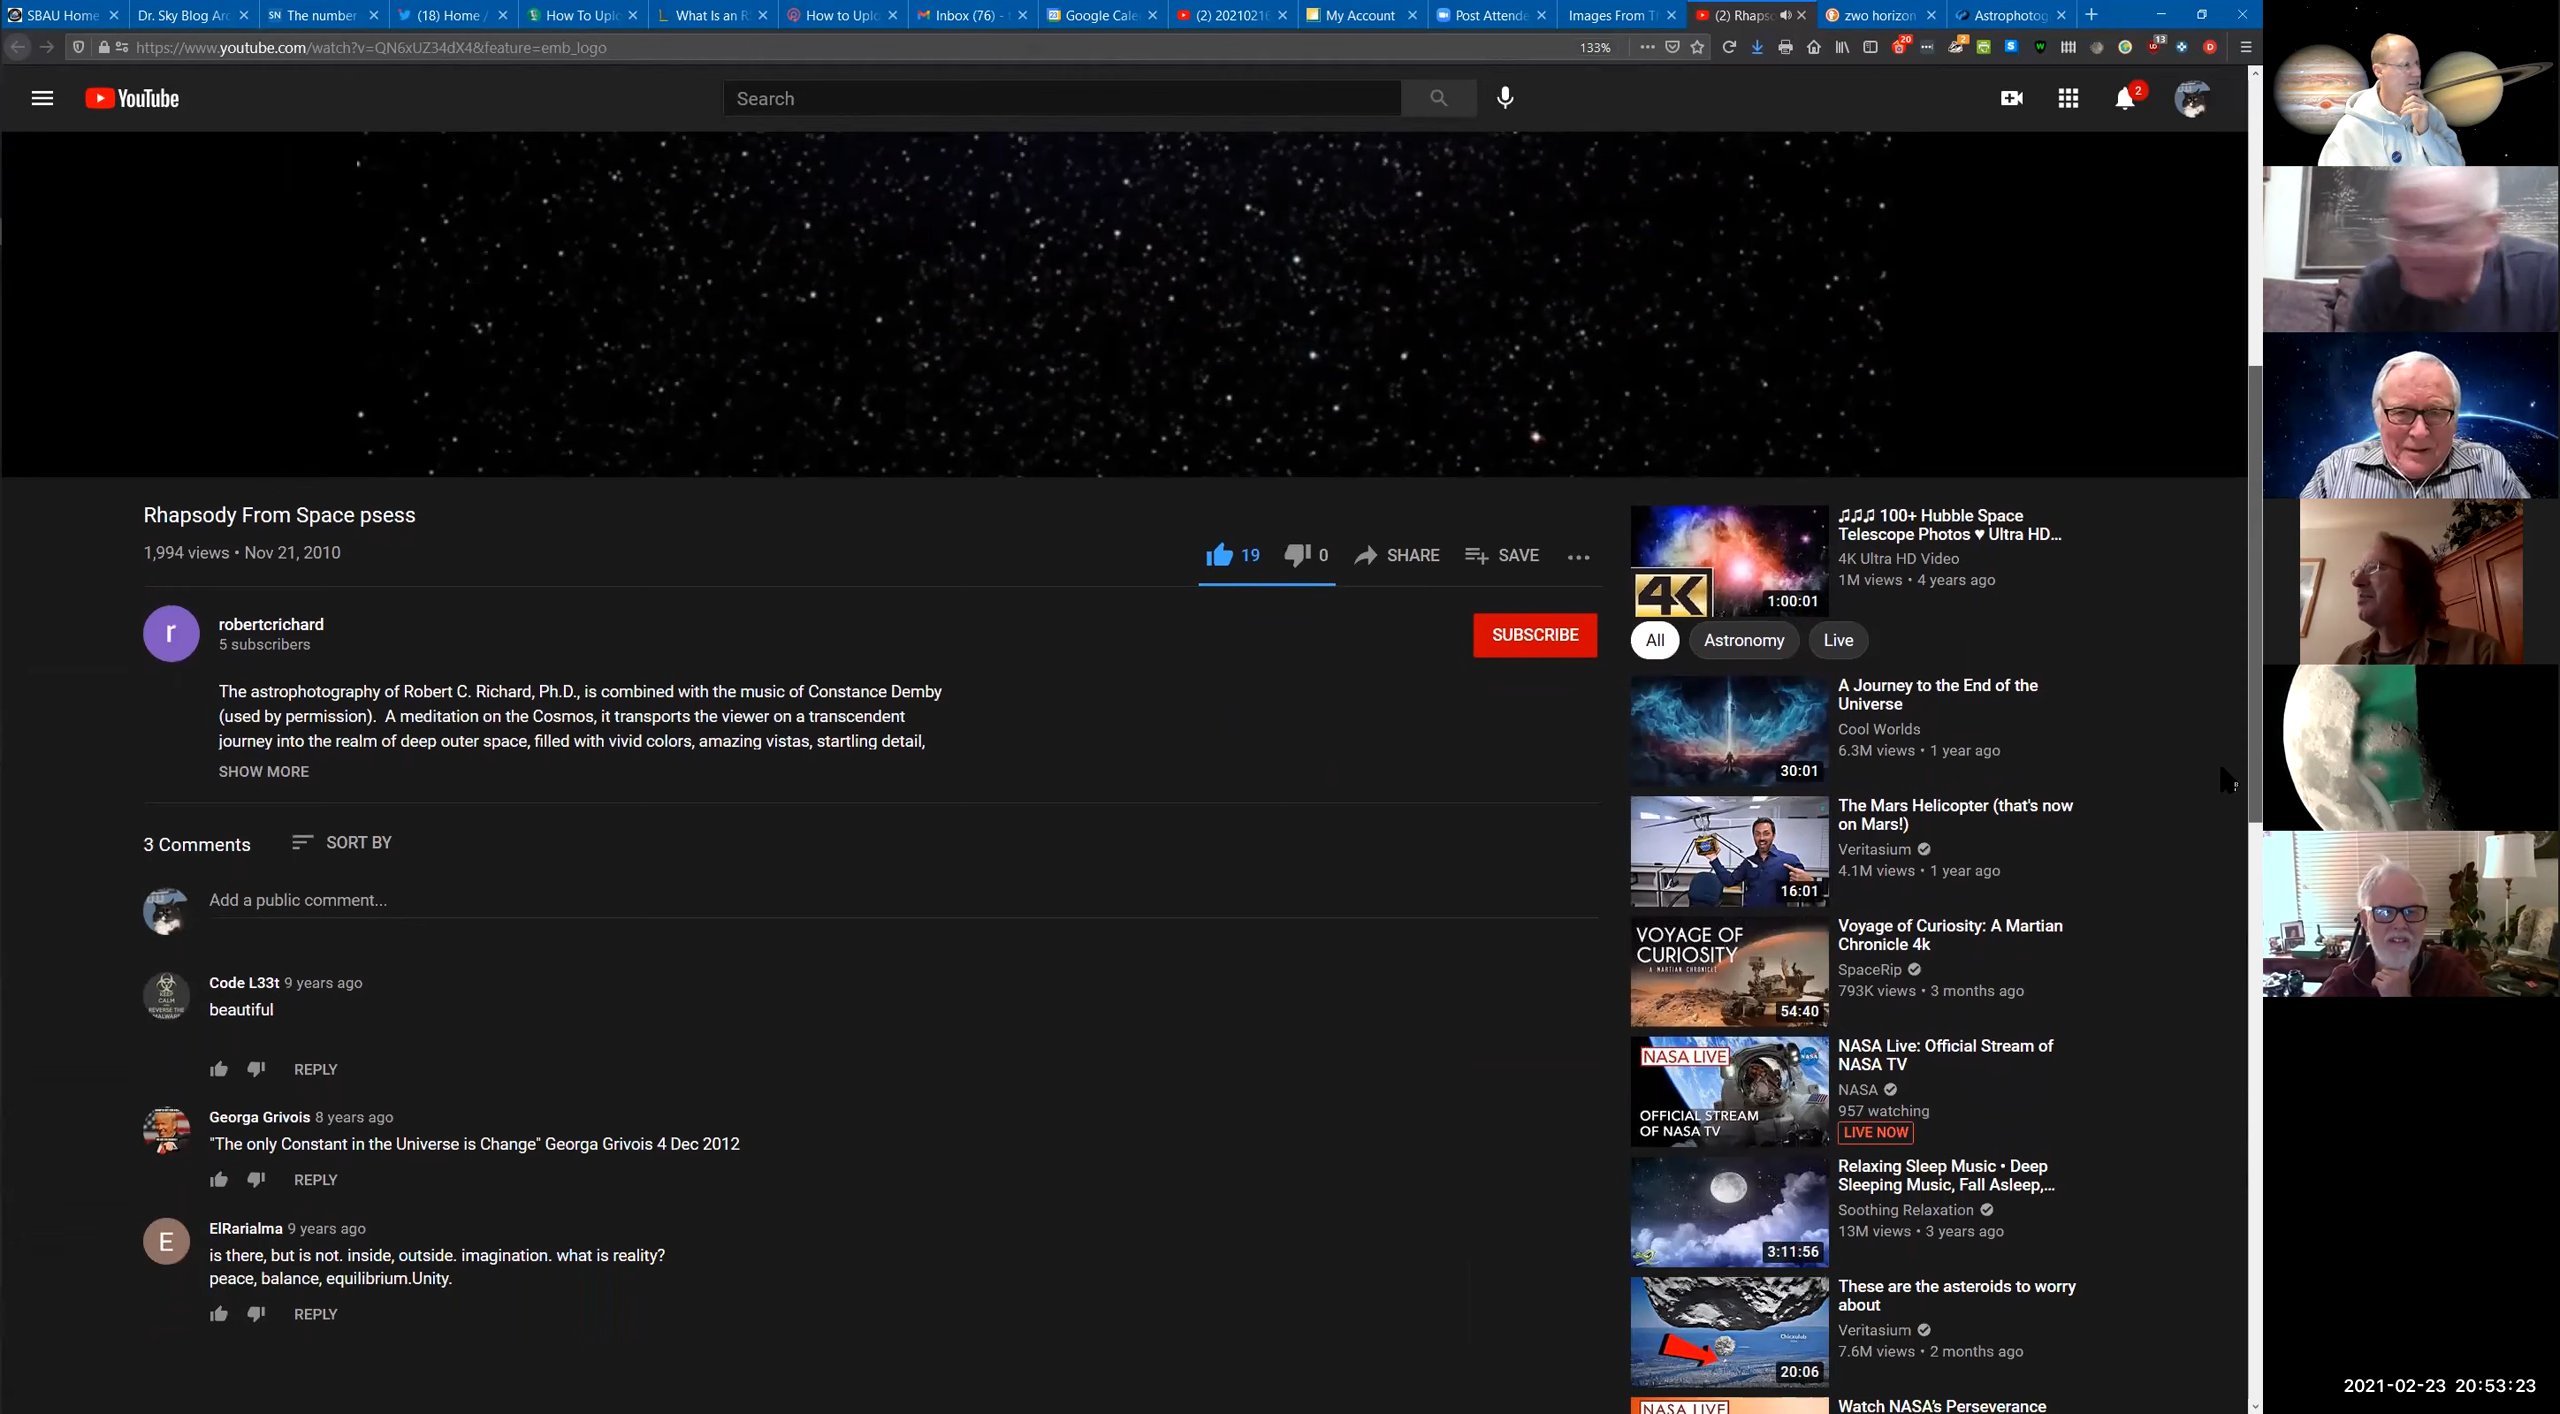 SBAU Home
Dr. Sky Blog Arc
SN The number
(18) Home /
How To Uplo
What Is an R
How to Uploa
Inbox (76) -
Google Cale
(2) 20210216
My Account
Post Attende
Images From T
(2) Rhapso
zwo horizon
Astrophotog
https://www.youtube.com/watch?v=QN6xUZ34dX4&feature=emb_logo
133%
20
2
13
YouTube
Search
2
Rhapsody From Space psess
1,994 views • Nov 21, 2010
19
0
SHARE
SAVE
r
robertcrichard
5 subscribers
SUBSCRIBE
The astrophotography of Robert C. Richard, Ph.D., is combined with the music of Constance Demby
(used by permission). A meditation on the Cosmos, it transports the viewer on a transcendent
journey into the realm of deep outer space, filled with vivid colors, amazing vistas, startling detail,
SHOW MORE
3 Comments
SORT BY
Add a public comment...
KEEP
CALM
REVERSE THE
MALWARE
Code L33t 9 years ago
beautiful
REPLY
Georga Grivois 8 years ago
"The only Constant in the Universe is Change" Georga Grivois 4 Dec 2012
REPLY
E
ElRarialma 9 years ago
is there, but is not. inside, outside. imagination. what is reality?
peace, balance, equilibrium.Unity.
REPLY
4K
1:00:01
♫♫♫ 100+ Hubble Space
Telescope Photos ♥ Ultra HD...
4K Ultra HD Video
1M views • 4 years ago
All
Astronomy
Live
30:01
A Journey to the End of the
Universe
Cool Worlds
6.3M views • 1 year ago
16:01
The Mars Helicopter (that's now
on Mars!)
Veritasium
4.1M views • 1 year ago
VOYAGE OF
CURIOSITY
A MARTIAN CHRONICLE
54:40
Voyage of Curiosity: A Martian
Chronicle 4k
SpaceRip
793K views • 3 months ago
NASA LIVE
OFFICIAL STREAM
OF NASA TV
NASA Live: Official Stream of
NASA TV
NASA
957 watching
LIVE NOW
3:11:56
Relaxing Sleep Music • Deep
Sleeping Music, Fall Asleep,...
Soothing Relaxation
13M views • 3 years ago
Chicxulub
20:06
These are the asteroids to worry
about
Veritasium
7.6M views • 2 months ago
NASA LIVE
Watch NASA's Perseverance
2021-02-23 20:53:23